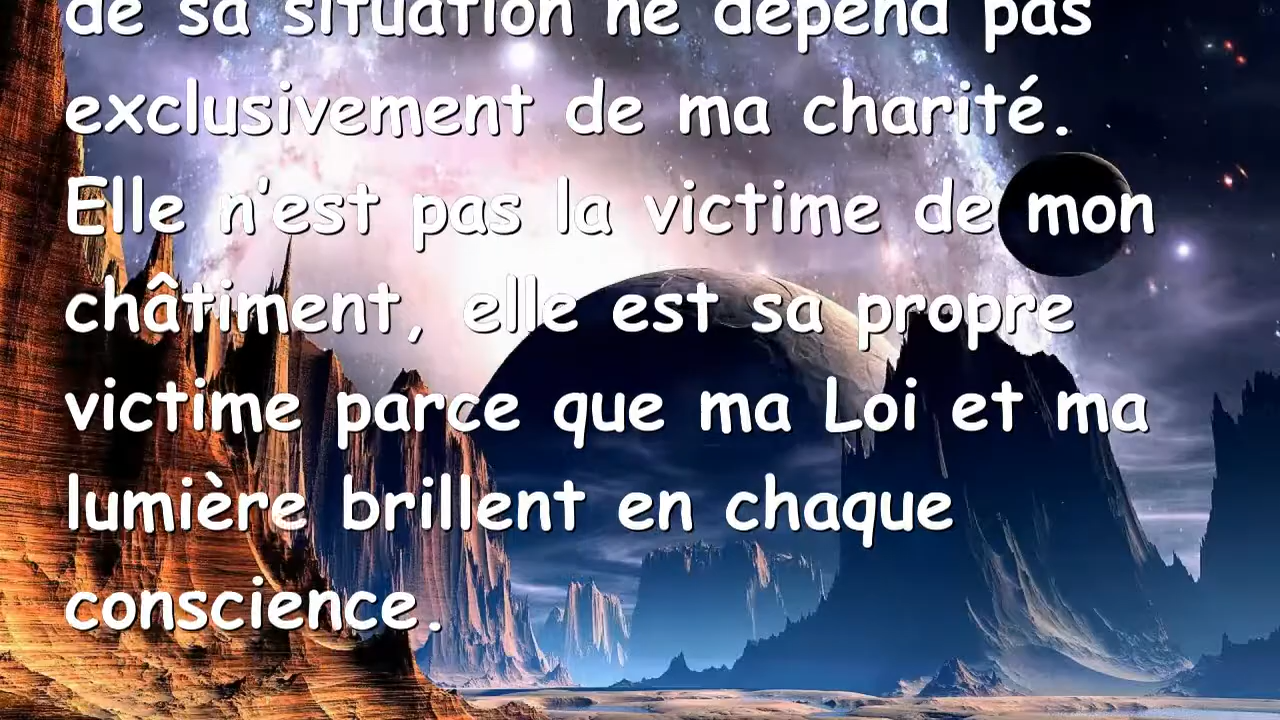 de sa situation ne dépend pas
exclusivement de ma charité.
Elle n'est pas la victime de mon
châtiment, elle est sa propre
victime parce que ma Loi et ma
lumière brillent en chaque
conscience.